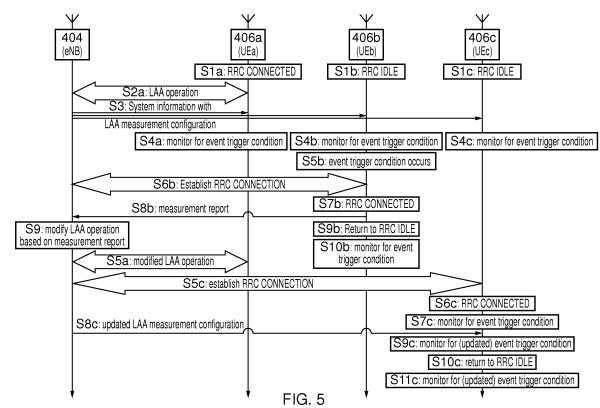 404
(eNB)
406a
(UEa)
406b
(UEb)
406c
(UEc)
S1a: RRC CONNECTED
S1b: RRC IDLE
S1c: RRC IDLE
S2a: LAA operation
S3: System information with
LAA measurement configuration
S4a: monitor for event trigger condition
S4b: monitor for event trigger condition
S4c: monitor for event trigger condition
S5b: event trigger condition occurs
S6b: Establish RRC CONNECTION
S7b: RRC CONNECTED
S8b: measurement report
S9: modify LAA operation
based on measurement report
S9b: Return to RRC IDLE
S10b: monitor for event
trigger condition
S5a: modified LAA operation
S5c: establish RRC CONNECTION
S6c: RRC CONNECTED
S7c: monitor for event trigger condition
S8c: updated LAA measurement configuration
S9c: monitor for (updated) event trigger condition
S10c: return to RRC IDLE
S11c: monitor for (updated) event trigger condition
FIG. 5